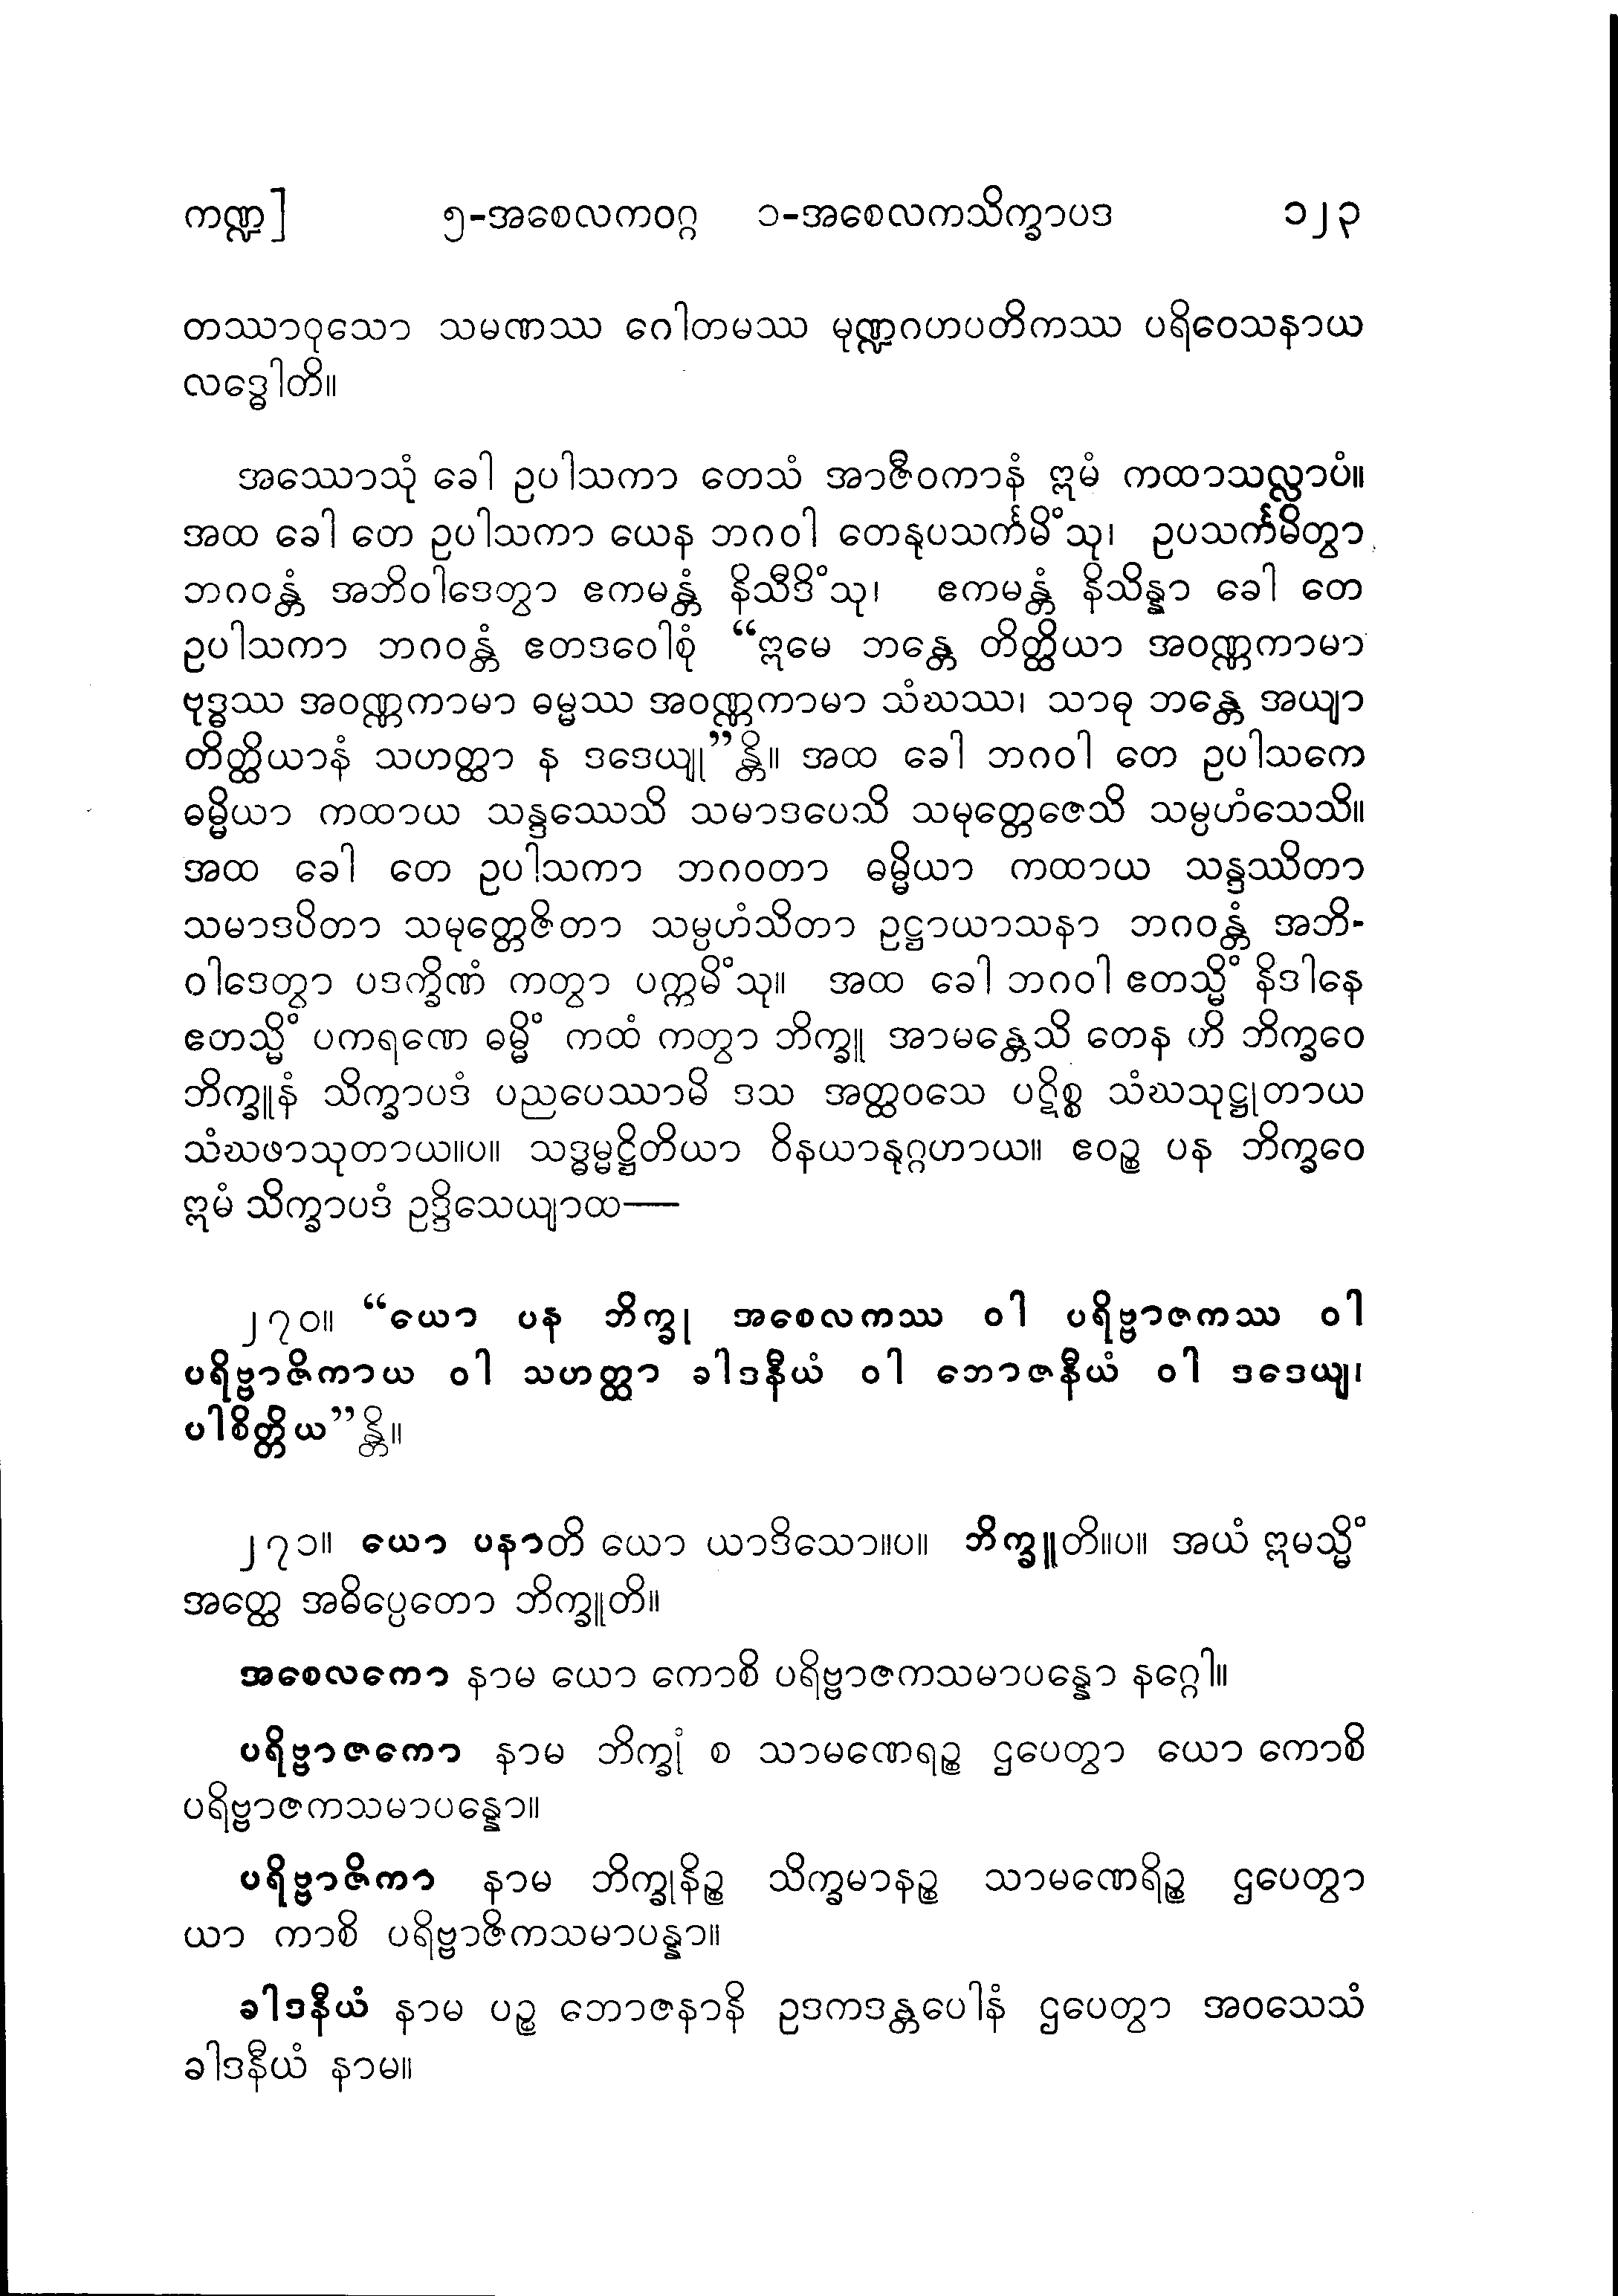 ကဏ္ဍ] ၅-အစေလကဝဂ္ဂ ၁-အစေလကသိက္ခာပဒ ၁၂၃
တဿာဝုသော သမဏဿ ဂေါတမဿ မုဏ္ဍဂဟပတိကဿ ပရိဝေသနာယ
လဒ္ဓေါတိ။
အဿောသုံ ခေါ ဥပါသကာ တေသံ အာဇီဝကာနံ ဣမံ ကထာသလ္လာပံ။
အထ ခေါ တေ ဥပါသကာ ယေန ဘဂဝါ တေနုပသင်္ကမိံသု၊ ဥပသင်္ကမိတွာ
ဘဂဝန္တံ အဘိဝါဒေတွာ ဧကမန္တံ နိသီဒိံသု၊ ဧကမန္တံ နိသိန္နာ ခေါ တေ
ဥပါသကာ ဘဂဝန္တံ ဧတဒဝေါစုံ “ဣမေ ဘန္တေ တိတ္ထိယာ အဝဏ္ဏကာမာ
ဗုဒ္ဓဿ အဝဏ္ဏကာမာ ဓမ္မဿ အဝဏ္ဏကာမာ သံဃဿ၊ သာဓု ဘန္တေ အယျာ
တိတ္ထိယာနံ သဟတ္ထာ န ဒဒေယျု”န္တိ။ အထ ခေါ ဘဂဝါ တေ ဥပါသကေ
ဓမ္မိယာ ကထာယ သန္ဒဿေသိ သမာဒပေသိ သမုတ္တေဇေသိ သမ္ပဟံသေသိ။
အထ ခေါ တေ ဥပါသကာ ဘဂဝတာ ဓမ္မိယာ ကထာယ သန္ဒဿိတာ
သမာဒပိတာ သမုတ္တေဇိတာ သမ္ပဟံသိတာ ဥဋ္ဌာယာသနာ ဘဂဝန္တံ အဘိ-
ဝါဒေတွာ ပဒက္ခိဏံ ကတွာ ပက္ကမိံသု။ အထ ခေါ ဘဂဝါ ဧတသ္မိံ နိဒါနေ
ဧတသ္မိံ ပကရဏေ ဓမ္မိံ ကထံ ကတွာ ဘိက္ခူ အာမန္တေသိ တေန ဟိ ဘိက္ခဝေ
ဘိက္ခူနံ သိက္ခာပဒံ ပညပေဿာမိ ဒသ အတ္ထဝသေ ပဋိစ္စ သံဃသုဋ္ဌုတာယ
သံဃဖာသုတာယ။ပ။ သဒ္ဓမ္မဋ္ဌိတိယာ ဝိနယာနုဂ္ဂဟာယ။ ဧဝဉ္စ ပန ဘိက္ခဝေ
ဣမံ သိက္ခာပဒံ ဥဒ္ဒိသေယျာထ—
၂၇၀။ “ယော ပန ဘိက္ခု အစေလကဿ ဝါ ပရိဗ္ဗာဇကဿ ဝါ
ပရိဗ္ဗာဇိကာယ ဝါ သဟတ္ထာ ခါဒနီယံ ဝါ ဘောဇနီယံ ဝါ ဒဒေယျ၊
ပါစိတ္တိယ”န္တိ။
၂၇၁။ ယော ပနာတိ ယော ယာဒိသော။ပ။ ဘိက္ခူတိ။ပ။ အယံ ဣမသ္မိံ
အတ္ထေ အဓိပ္ပေတော ဘိက္ခူတိ။
အစေလကော နာမ ယော ကောစိ ပရိဗ္ဗာဇကသမာပန္နော နဂ္ဂေါ။
ပရိဗ္ဗာဇကော နာမ ဘိက္ခုံ စ သာမဏေရဉ္စ ဌပေတွာ ယော ကောစိ
ပရိဗ္ဗာဇကသမာပန္နော။
ပရိဗ္ဗာဇိကာ နာမ ဘိက္ခုနိဉ္စ သိက္ခမာနဉ္စ သာမဏေရိဉ္စ ဌပေတွာ
ယာ ကာစိ ပရိဗ္ဗာဇိကသမာပန္နာ။
ခါဒနီယံ နာမ ပဉ္စ ဘောဇနာနိ ဥဒကဒန္တပေါနံ ဌပေတွာ အဝသေသံ
ခါဒနီယံ နာမ။